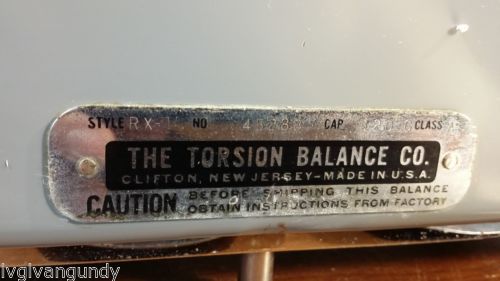 STYLE RX-1 NO CAP CLASS
THE TORSION BALANCE CO.
CLIFTON, NEW JERSEY-MADE IN U.S.A.
CAUTION BEFORE SHIPPING THIS BALANCE
OBTAIN INSTRUCTIONS FROM FACTORY
ivgivangundy